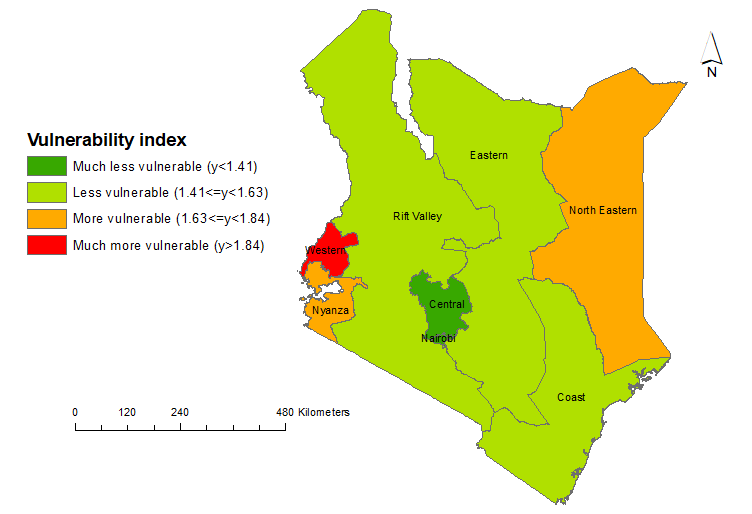 N
Vulnerability index
Much less vulnerable (y<1.41)
Less vulnerable (1.41<=y<1.63)
More vulnerable (1.63<=y<1.84)
Much more vulnerable (y>1.84)
Eastern
North Eastern
Rift Valley
Western
Central
Nyanza
Nairobi
Coast
0 120 240 480 Kilometers